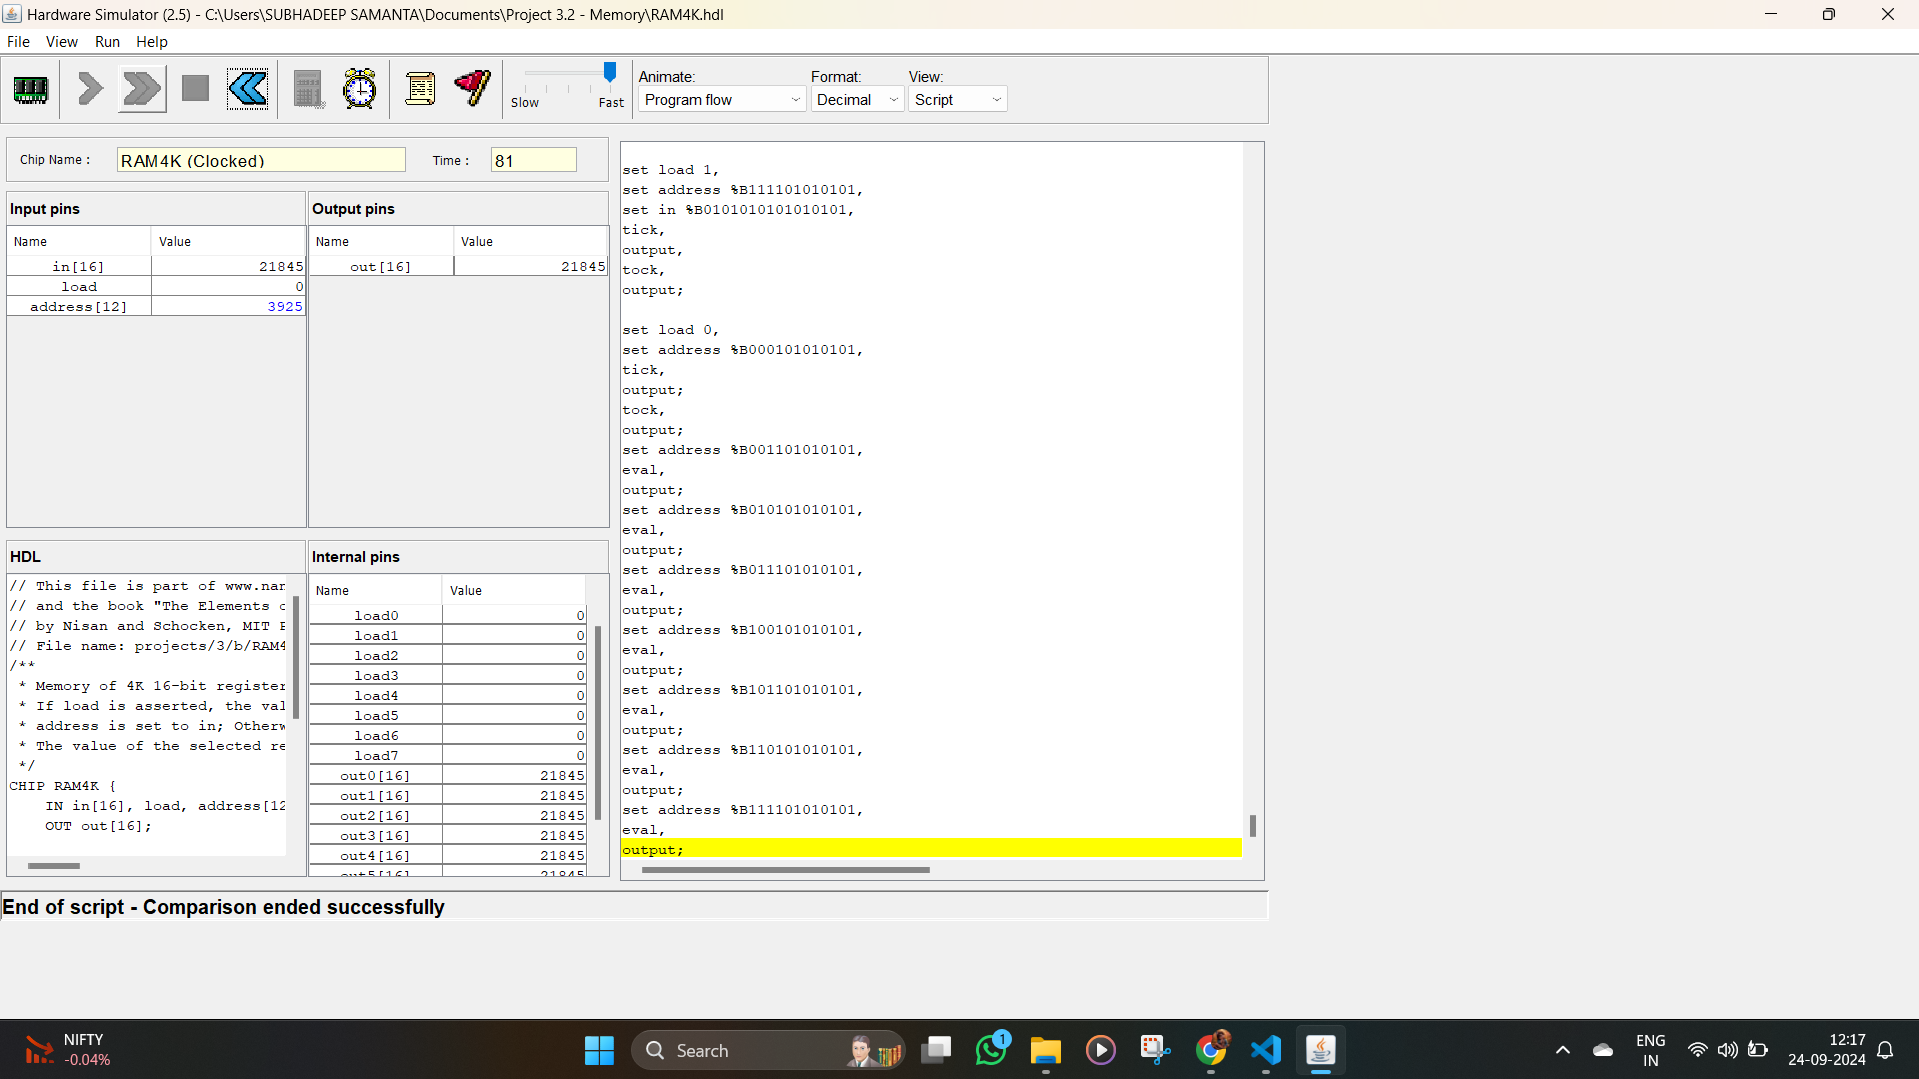 Hardware Simulator (2.5) - C:\Users\SUBHADEEP SAMANTA\Documents\Project 3.2 - Memory\RAM4K.hdl
File View Run Help
Slow Fast
Animate: Format: View:
Program flow Decimal Script
Chip Name : RAM4K (Clocked) Time : 81
Input pins
Name Value
in[16] 21845
load 0
address[12] 3925
Output pins
Name Value
out[16] 21845
HDL
// This file is part of www.nan
// and the book "The Elements
// by Nisan and Schocken, MIT
// File name: projects/3/b/RAM4
/**
* Memory of 4K 16-bit register
* If load is asserted, the val
* address is set to in; Otherw
* The value of the selected re
*/
CHIP RAM4K {
IN in[16], load, address[12
OUT out[16];
Internal pins
Name Value
load0 0
load1 0
load2 0
load3 0
load4 0
load5 0
load6 0
load7 0
out0[16] 21845
out1[16] 21845
out2[16] 21845
out3[16] 21845
out4[16] 21845
out5[16] 21845
set load 1,
set address %B111101010101,
set in %B0101010101010101,
tick,
output,
tock,
output;
set load 0,
set address %B000101010101,
tick,
output;
tock,
output;
set address %B001101010101,
eval,
output;
set address %B010101010101,
eval,
output;
set address %B011101010101,
eval,
output;
set address %B100101010101,
eval,
output;
set address %B101101010101,
eval,
output;
set address %B110101010101,
eval,
output;
set address %B111101010101,
eval,
output;
End of script - Comparison ended successfully
NIFTY
-0.04%
Search
1
ENG
IN
12:17
24-09-2024